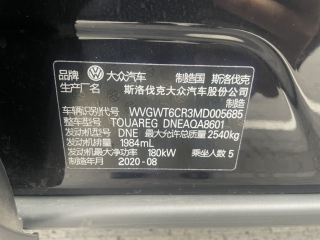 品牌 大众汽车 制造国 斯洛伐克
生产厂名 斯洛伐克大众汽车股份公司
制造
车辆识别代号 WVGWT6CR3MD005685
整车型号 TOUAREG DNEAQA8601
发动机型号 DNE 最大允许总质量 2540kg
发动机排量 1984mL
发动机最大净功率 180kW 乘坐人数 5
制造年月 2020-08